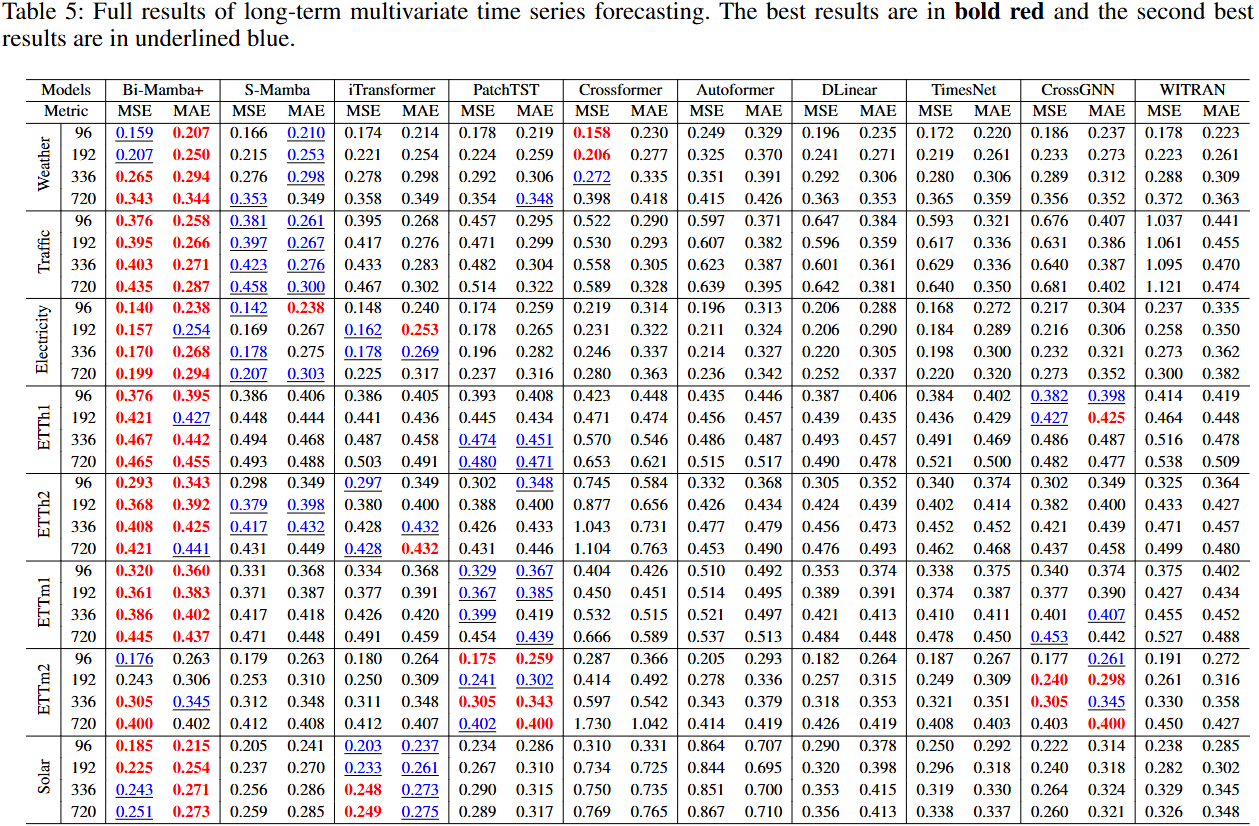 Table 5: Full results of long-term multivariate time series forecasting. The best results are in bold red and the second best
results are in underlined blue.
Models Bi-Mamba+ S-Mamba iTransformer PatchTST Crossformer Autoformer DLinear TimesNet CrossGNN WITRAN
Metric MSE MAE MSE MAE MSE MAE MSE MAE MSE MAE MSE MAE MSE MAE MSE MAE MSE MAE MSE MAE
Weather
96 0.159 0.207 0.166 0.210 0.174 0.214 0.178 0.219 0.158 0.230 0.249 0.329 0.196 0.235 0.172 0.220 0.186 0.237 0.178 0.223
192 0.207 0.250 0.215 0.253 0.221 0.254 0.224 0.259 0.206 0.277 0.325 0.370 0.241 0.271 0.219 0.261 0.233 0.273 0.223 0.261
336 0.265 0.294 0.276 0.298 0.278 0.298 0.292 0.306 0.272 0.335 0.351 0.391 0.292 0.306 0.280 0.306 0.289 0.312 0.288 0.309
720 0.343 0.344 0.353 0.349 0.358 0.349 0.354 0.348 0.398 0.418 0.415 0.426 0.363 0.353 0.365 0.359 0.356 0.352 0.372 0.363
Traffic
96 0.376 0.258 0.381 0.261 0.395 0.268 0.457 0.295 0.522 0.290 0.597 0.371 0.647 0.384 0.593 0.321 0.676 0.407 1.037 0.441
192 0.395 0.266 0.397 0.267 0.417 0.276 0.471 0.299 0.530 0.293 0.607 0.382 0.596 0.359 0.617 0.336 0.631 0.386 1.061 0.455
336 0.403 0.271 0.423 0.276 0.433 0.283 0.482 0.304 0.558 0.305 0.623 0.387 0.601 0.361 0.629 0.336 0.640 0.387 1.095 0.470
720 0.435 0.287 0.458 0.300 0.467 0.302 0.514 0.322 0.589 0.328 0.639 0.395 0.642 0.381 0.640 0.350 0.681 0.402 1.121 0.474
Electricity
96 0.140 0.238 0.142 0.238 0.148 0.240 0.174 0.259 0.219 0.314 0.196 0.313 0.206 0.288 0.168 0.272 0.217 0.304 0.237 0.335
192 0.157 0.254 0.169 0.267 0.162 0.253 0.178 0.265 0.231 0.322 0.211 0.324 0.206 0.290 0.184 0.289 0.216 0.306 0.258 0.350
336 0.170 0.268 0.178 0.275 0.178 0.269 0.196 0.282 0.246 0.337 0.214 0.327 0.220 0.305 0.198 0.300 0.232 0.321 0.273 0.362
720 0.199 0.294 0.207 0.303 0.225 0.317 0.237 0.316 0.280 0.363 0.236 0.342 0.252 0.337 0.220 0.320 0.273 0.352 0.300 0.382
ETTh1
96 0.376 0.395 0.386 0.406 0.386 0.405 0.393 0.408 0.423 0.448 0.435 0.446 0.387 0.406 0.384 0.402 0.382 0.398 0.414 0.419
192 0.421 0.427 0.448 0.444 0.441 0.436 0.445 0.434 0.471 0.474 0.456 0.457 0.439 0.435 0.436 0.429 0.427 0.425 0.464 0.448
336 0.467 0.442 0.494 0.468 0.487 0.458 0.474 0.451 0.570 0.546 0.486 0.487 0.493 0.457 0.491 0.469 0.486 0.487 0.516 0.478
720 0.465 0.455 0.493 0.488 0.503 0.491 0.480 0.471 0.653 0.621 0.515 0.517 0.490 0.478 0.521 0.500 0.482 0.477 0.538 0.509
ETTh2
96 0.293 0.343 0.298 0.349 0.297 0.349 0.302 0.348 0.745 0.584 0.332 0.368 0.305 0.352 0.340 0.374 0.302 0.349 0.325 0.364
192 0.368 0.392 0.379 0.398 0.380 0.400 0.388 0.400 0.877 0.656 0.426 0.434 0.424 0.439 0.402 0.414 0.382 0.400 0.433 0.427
336 0.408 0.425 0.417 0.432 0.428 0.432 0.426 0.433 1.043 0.731 0.477 0.479 0.456 0.473 0.452 0.452 0.421 0.439 0.471 0.457
720 0.421 0.441 0.431 0.449 0.428 0.432 0.431 0.446 1.104 0.763 0.453 0.490 0.476 0.493 0.462 0.468 0.437 0.458 0.499 0.480
ETTm1
96 0.320 0.360 0.331 0.368 0.334 0.368 0.329 0.367 0.404 0.426 0.510 0.492 0.353 0.374 0.338 0.375 0.340 0.374 0.375 0.402
192 0.361 0.383 0.371 0.387 0.377 0.391 0.367 0.385 0.450 0.451 0.514 0.495 0.389 0.391 0.374 0.387 0.377 0.390 0.427 0.434
336 0.386 0.402 0.417 0.418 0.426 0.420 0.399 0.419 0.532 0.515 0.521 0.497 0.421 0.413 0.410 0.411 0.401 0.407 0.455 0.452
720 0.445 0.437 0.471 0.448 0.491 0.459 0.454 0.439 0.666 0.589 0.537 0.513 0.484 0.448 0.478 0.450 0.453 0.442 0.527 0.488
ETTm2
96 0.176 0.263 0.179 0.263 0.180 0.264 0.175 0.259 0.287 0.366 0.205 0.293 0.182 0.264 0.187 0.267 0.177 0.261 0.191 0.272
192 0.243 0.306 0.253 0.310 0.250 0.309 0.241 0.302 0.414 0.492 0.278 0.336 0.257 0.315 0.249 0.309 0.240 0.298 0.261 0.316
336 0.305 0.345 0.312 0.348 0.311 0.348 0.305 0.343 0.597 0.542 0.343 0.379 0.318 0.353 0.321 0.351 0.305 0.345 0.330 0.358
720 0.400 0.402 0.412 0.408 0.412 0.407 0.402 0.400 1.730 1.042 0.414 0.419 0.426 0.419 0.408 0.403 0.403 0.400 0.450 0.427
Solar
96 0.185 0.215 0.205 0.241 0.203 0.237 0.234 0.286 0.310 0.331 0.864 0.707 0.290 0.378 0.250 0.292 0.222 0.314 0.238 0.285
192 0.225 0.254 0.237 0.270 0.233 0.261 0.267 0.310 0.734 0.725 0.844 0.695 0.320 0.398 0.296 0.318 0.240 0.318 0.282 0.302
336 0.243 0.271 0.256 0.286 0.248 0.273 0.290 0.315 0.750 0.735 0.851 0.700 0.353 0.415 0.319 0.330 0.264 0.324 0.329 0.345
720 0.251 0.273 0.259 0.285 0.249 0.275 0.289 0.317 0.769 0.765 0.867 0.710 0.356 0.413 0.338 0.337 0.260 0.321 0.326 0.348